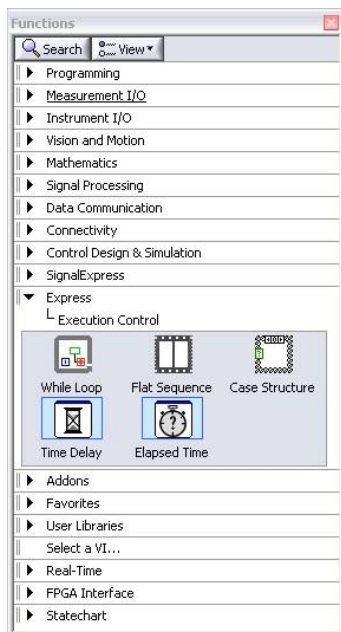 Functions
Search View
Programming
Measurement I/O
Instrument I/O
Vision and Motion
Mathematics
Signal Processing
Data Communication
Connectivity
Control Design & Simulation
SignalExpress
Express
Execution Control
While Loop Flat Sequence Case Structure
Time Delay Elapsed Time
Addons
Favorites
User Libraries
Select a VI...
Real-Time
FPGA Interface
Statechart